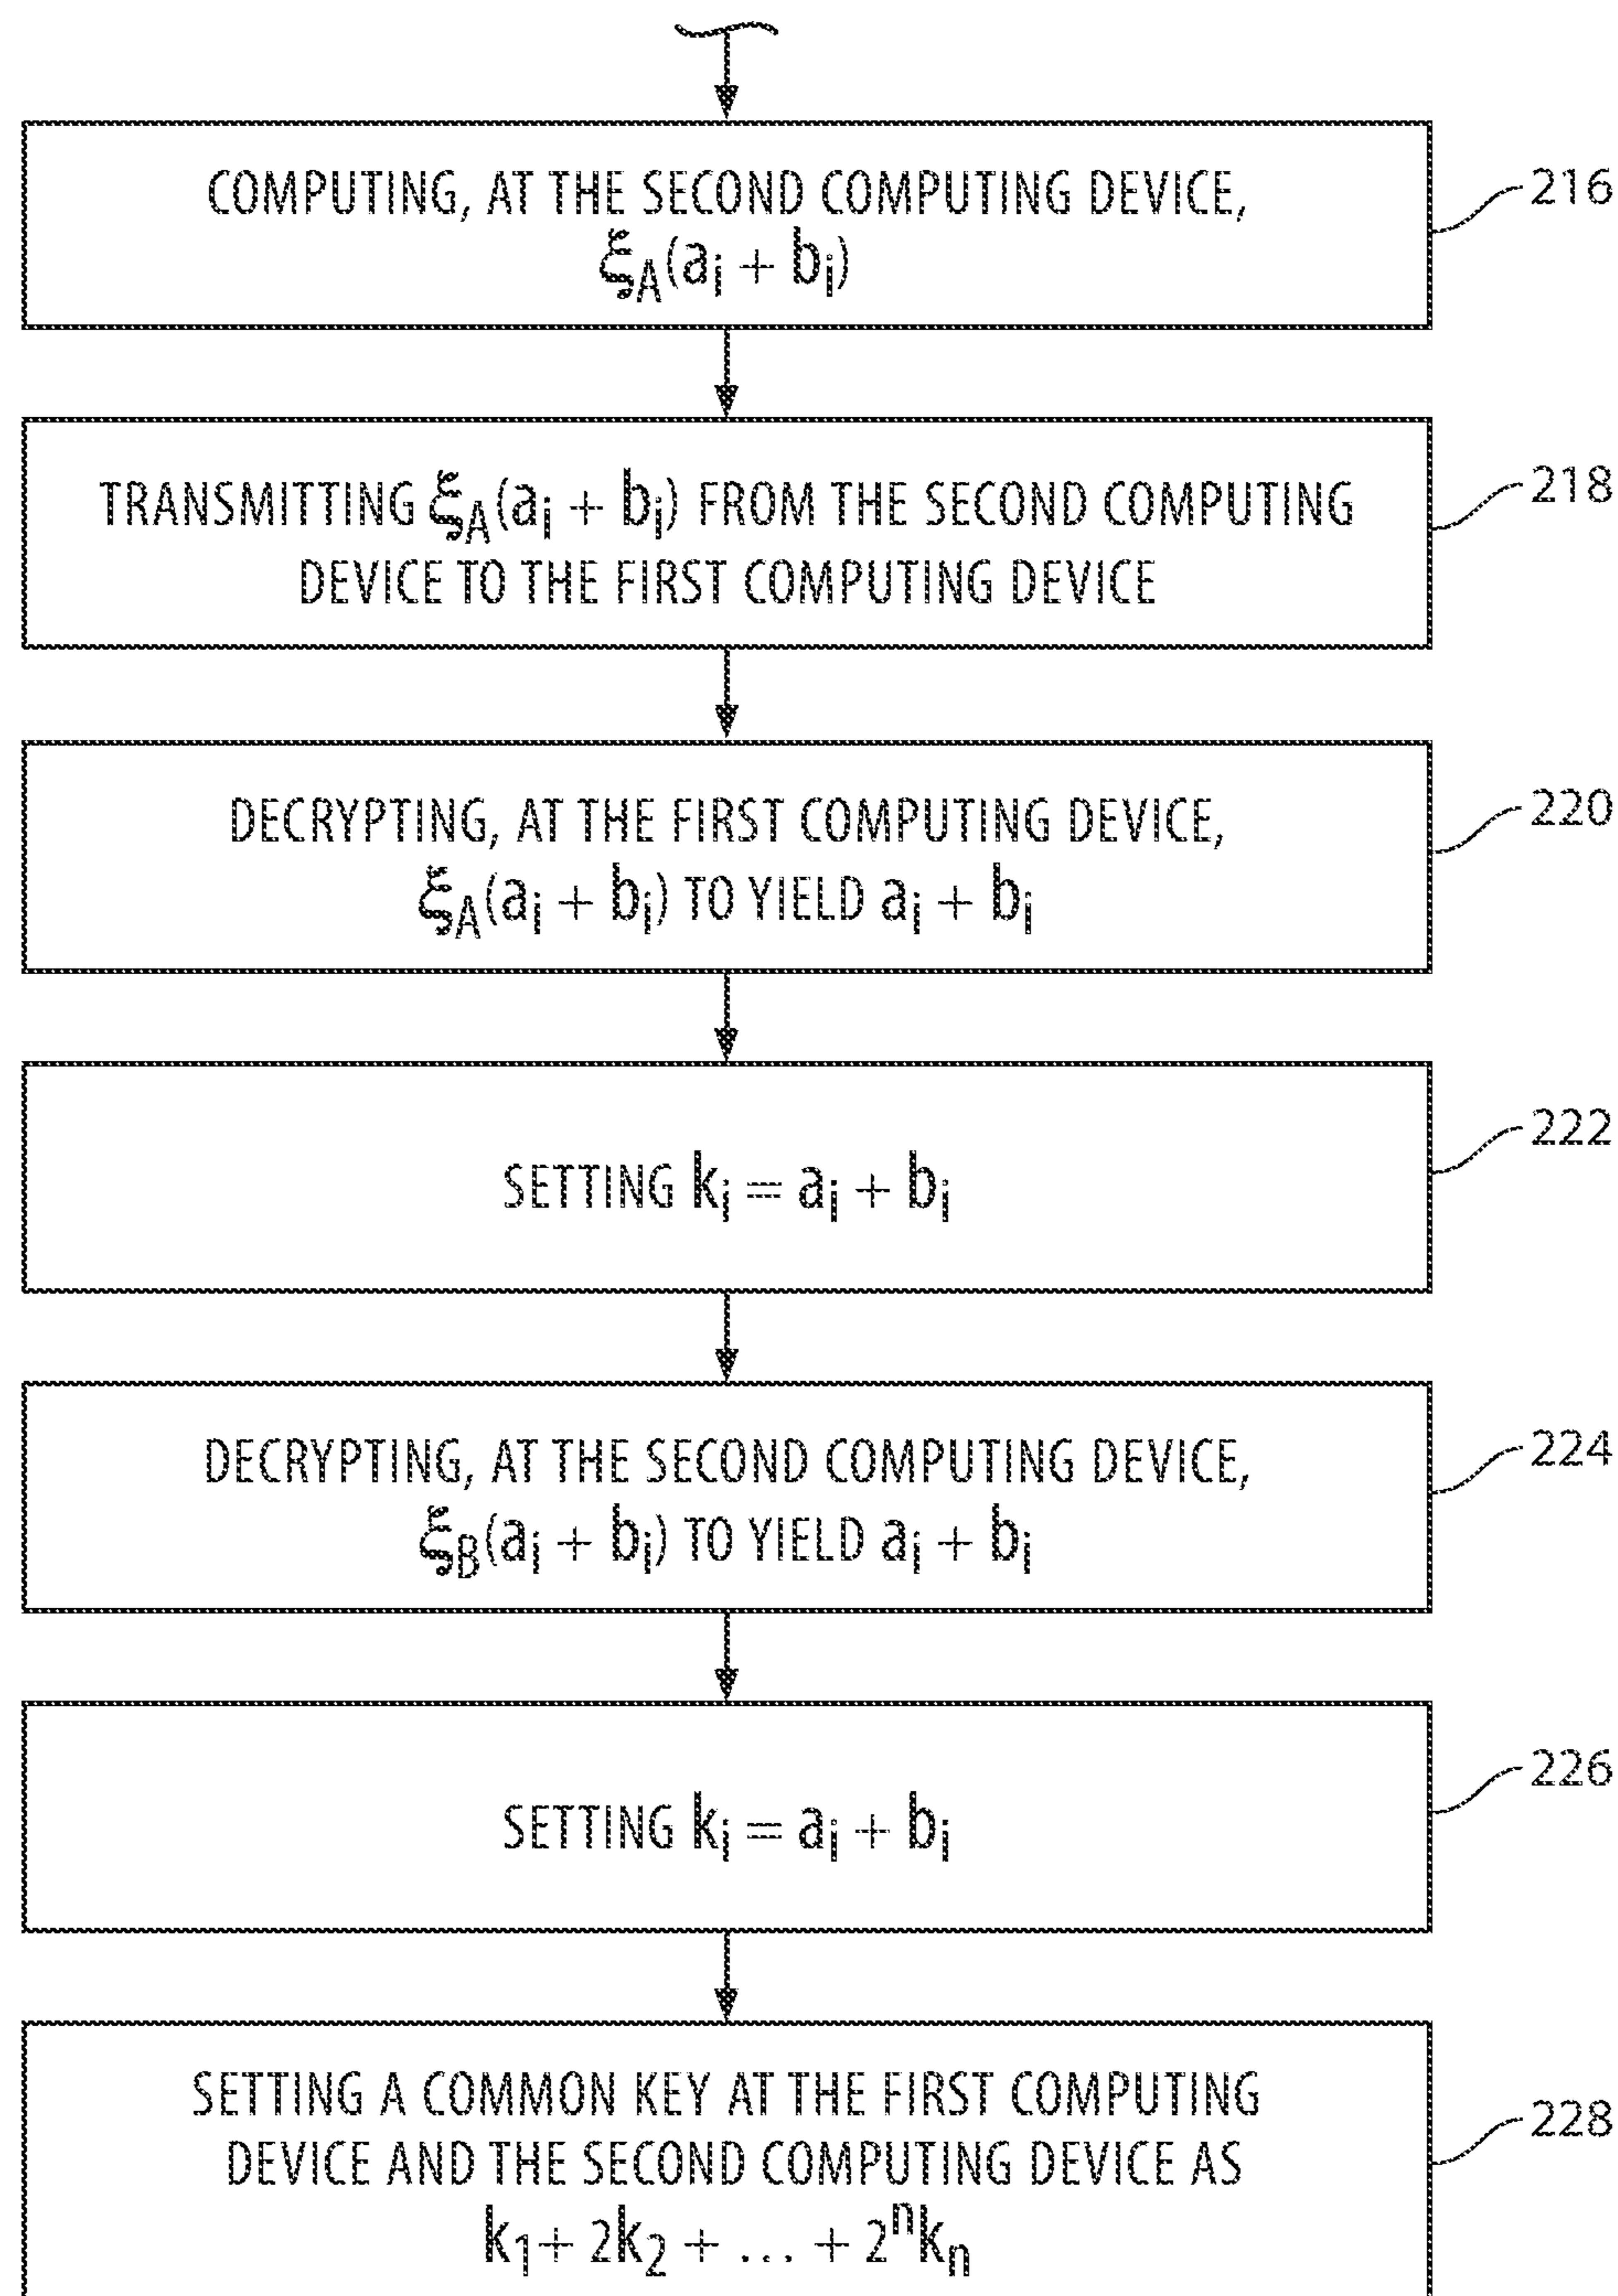 COMPUTING, AT THE SECOND COMPUTING DEVICE,
ξA(ai + bi)
216
TRANSMITTING ξA(ai + bi) FROM THE SECOND COMPUTING
DEVICE TO THE FIRST COMPUTING DEVICE
218
DECRYPTING, AT THE FIRST COMPUTING DEVICE,
ξA(ai + bi) TO YIELD ai + bi
220
SETTING ki = ai + bi
222
DECRYPTING, AT THE SECOND COMPUTING DEVICE,
ξB(ai + bi) TO YIELD ai + bi
224
SETTING ki = ai + bi
226
SETTING A COMMON KEY AT THE FIRST COMPUTING
DEVICE AND THE SECOND COMPUTING DEVICE AS
k1 + 2k2 + ... + 2ⁿkn
228